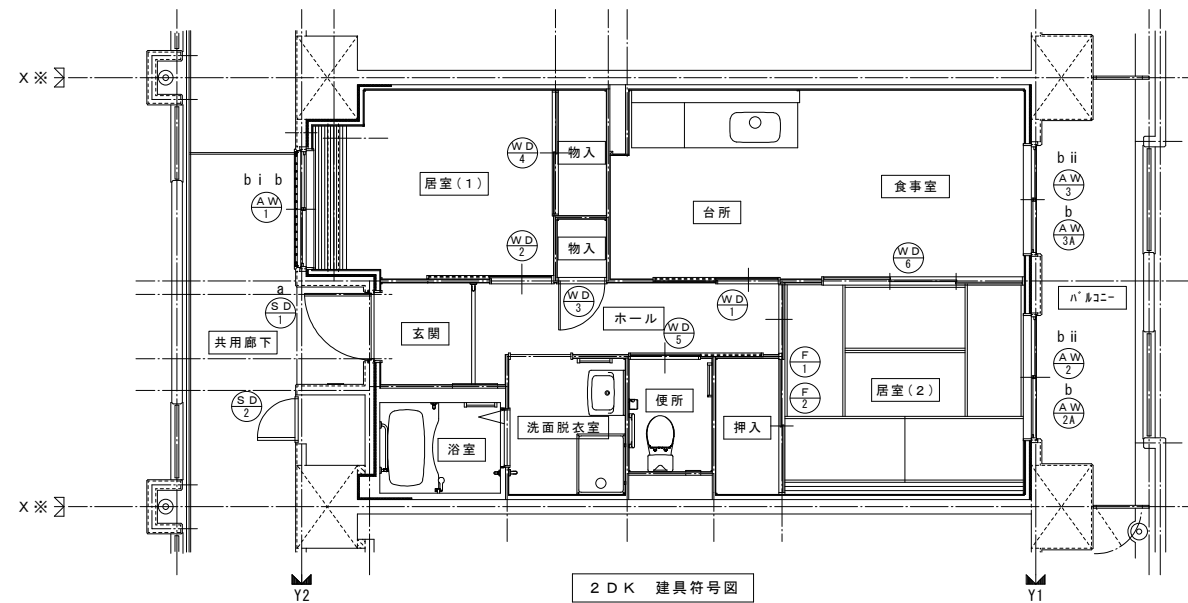 X※
WD
4
物入
居室(1)
bi b
AW
1
bii
AW
3
食事室
台所
b
AW
3A
WD
2
物入
WD
6
a
SD
1
WD
3
ホール
WD
1
バルコニー
玄関
WD
5
共用廊下
bii
AW
2
F
1
F
2
居室(2)
b
AW
2A
SD
2
便所
洗面脱衣室
押入
浴室
X※
Y2
2DK 建具符号図
Y1